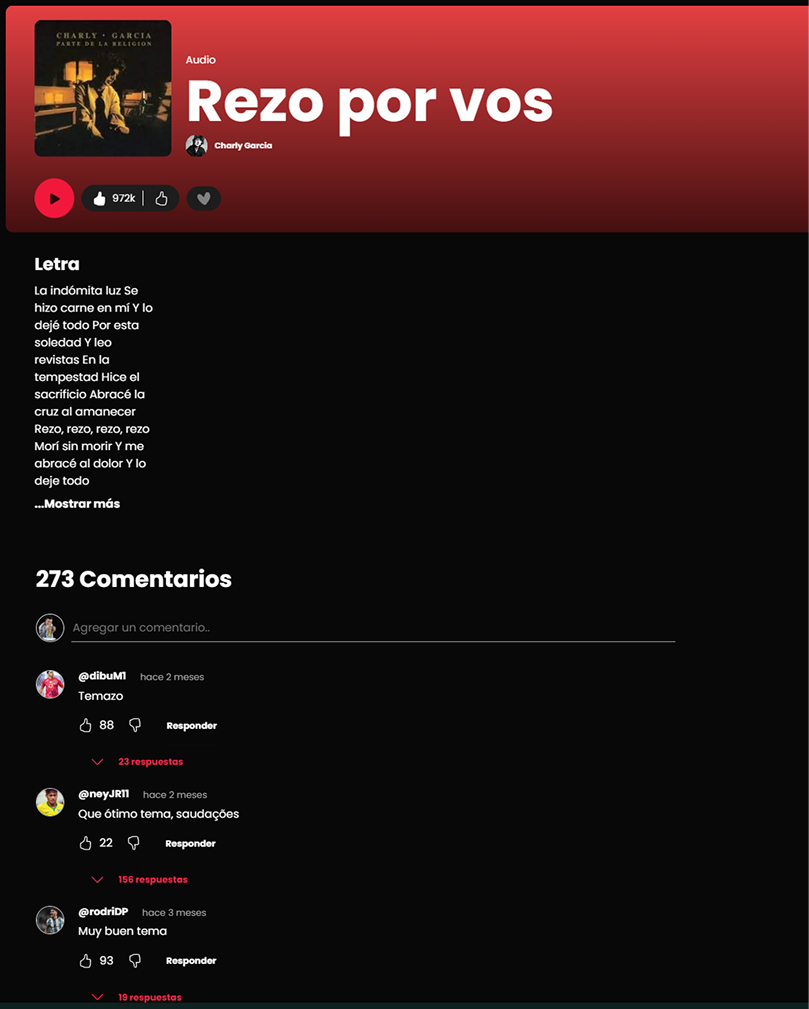 CHARLY • GARCIA
PARTE DE LA RELIGION
Audio
Rezo por vos
Charly García
972k
Letra
La indómita luz Se
hizo carne en mí Y lo
dejé todo Por esta
soledad Y leo
revistas En la
tempestad Hice el
sacrificio Abracé la
cruz al amanecer
Rezo, rezo, rezo, rezo
Morí sin morir Y me
abracé al dolor Y lo
deje todo
...Mostrar más
273 Comentarios
Agregar un comentario..
@dibuM1 hace 2 meses
Temazo
88 Responder
23 respuestas
@neyJR11 hace 2 meses
Que ótimo tema, saudações
22 Responder
156 respuestas
@rodriDP hace 3 meses
Muy buen tema
93 Responder
19 respuestas